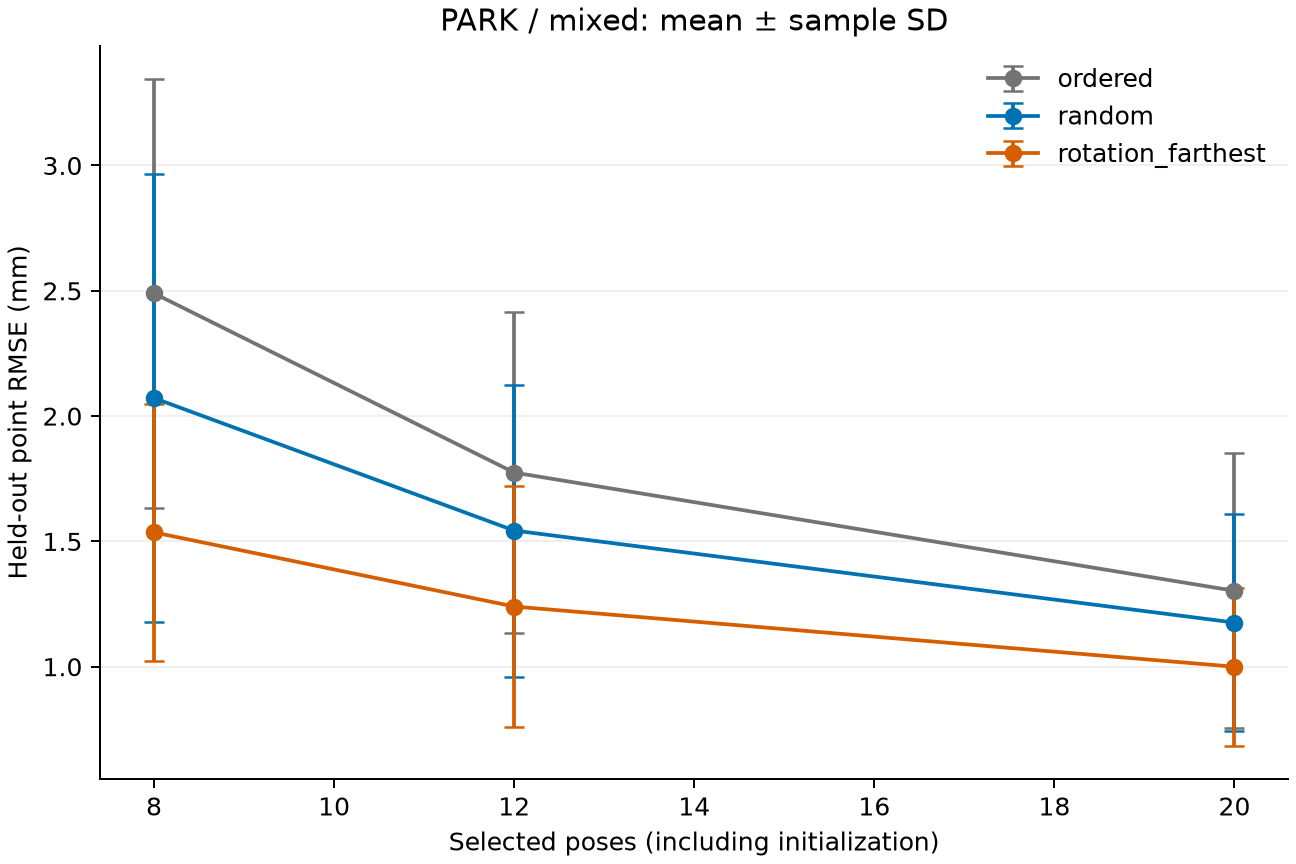 PARK / mixed: mean ± sample SD
ordered
random
rotation_farthest
Held-out point RMSE (mm)
3.0
2.5
2.0
1.5
1.0
8 10 12 14 16 18 20
Selected poses (including initialization)